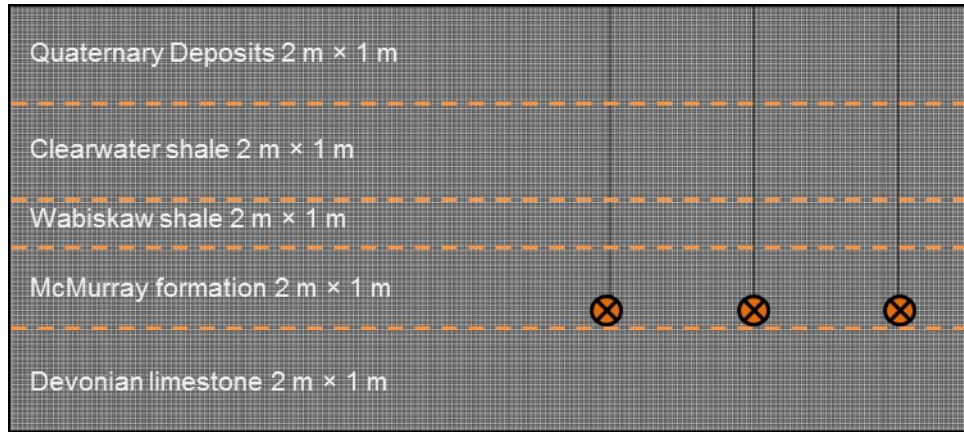 Quaternary Deposits 2 m × 1 m
Clearwater shale 2 m × 1 m
Wabiskaw shale 2 m × 1 m
McMurray formation 2 m × 1 m
Devonian limestone 2 m × 1 m